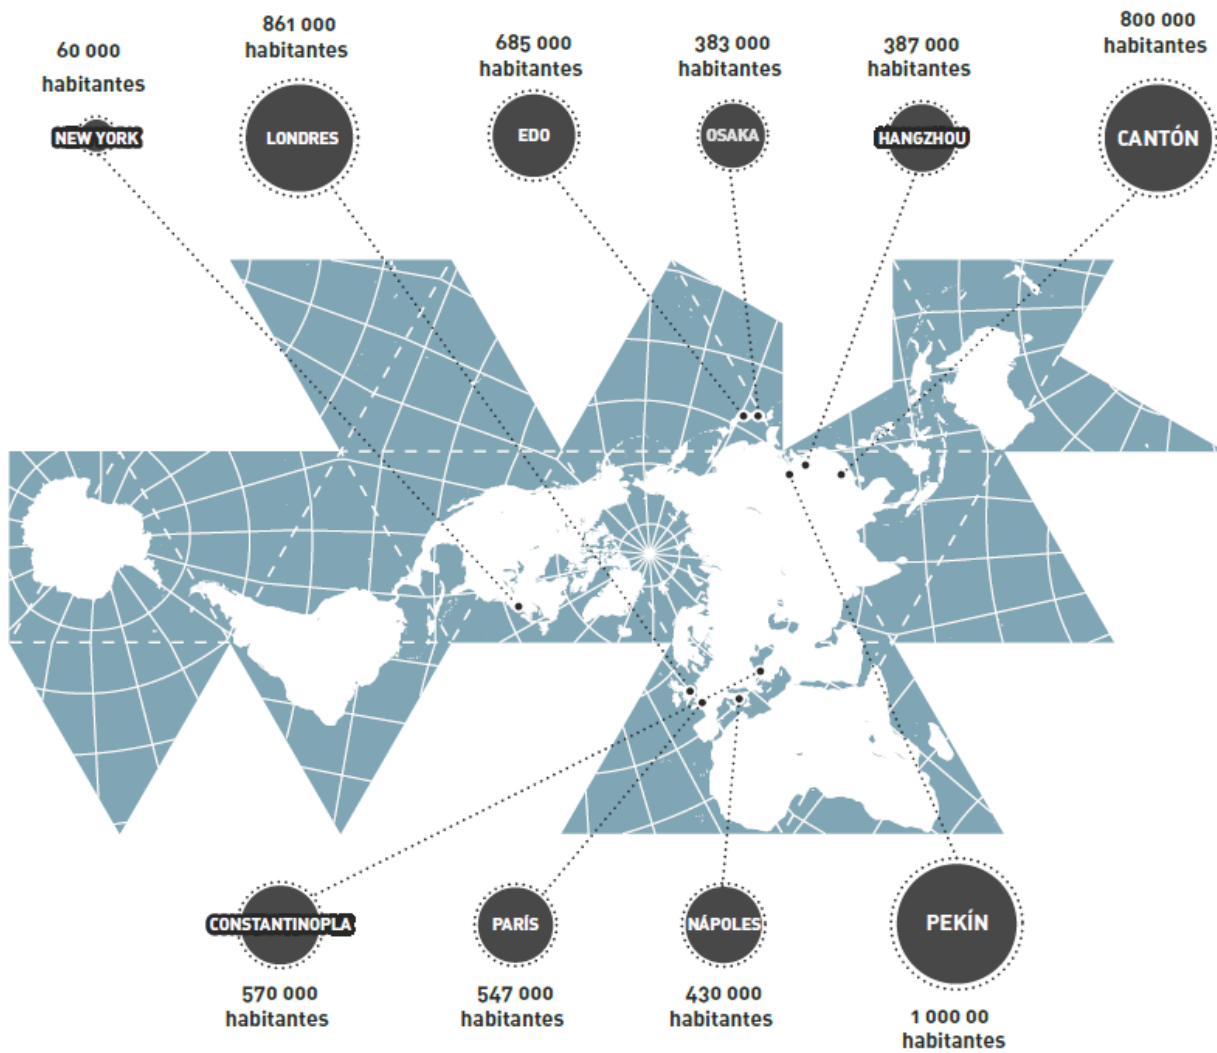 60 000
habitantes
NEW YORK
861 000
habitantes
LONDRES
685 000
habitantes
EDO
383 000
habitantes
OSAKA
387 000
habitantes
HANGZHOU
800 000
habitantes
CANTÓN
CONSTANTINOPLA
570 000
habitantes
PARÍS
547 000
habitantes
NÁPOLES
430 000
habitantes
PEKÍN
1 000 00
habitantes